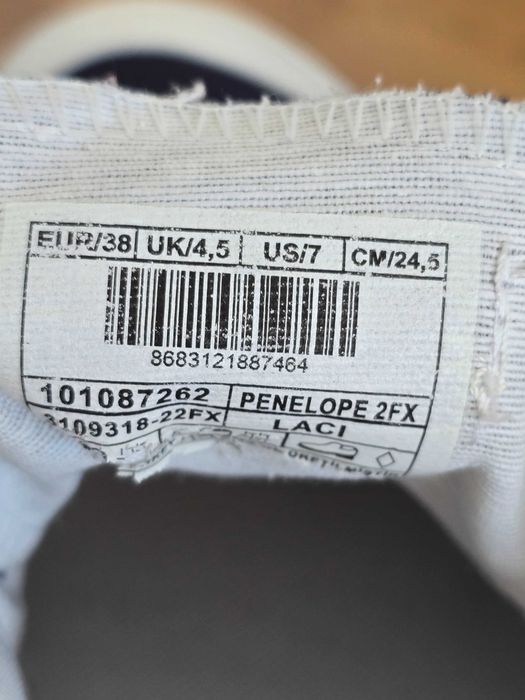 EUR/38 UK/4,5 US/7 CM/24,5
8683121887464
101087262 PENELOPE 2FX
3109318-22FX LACI